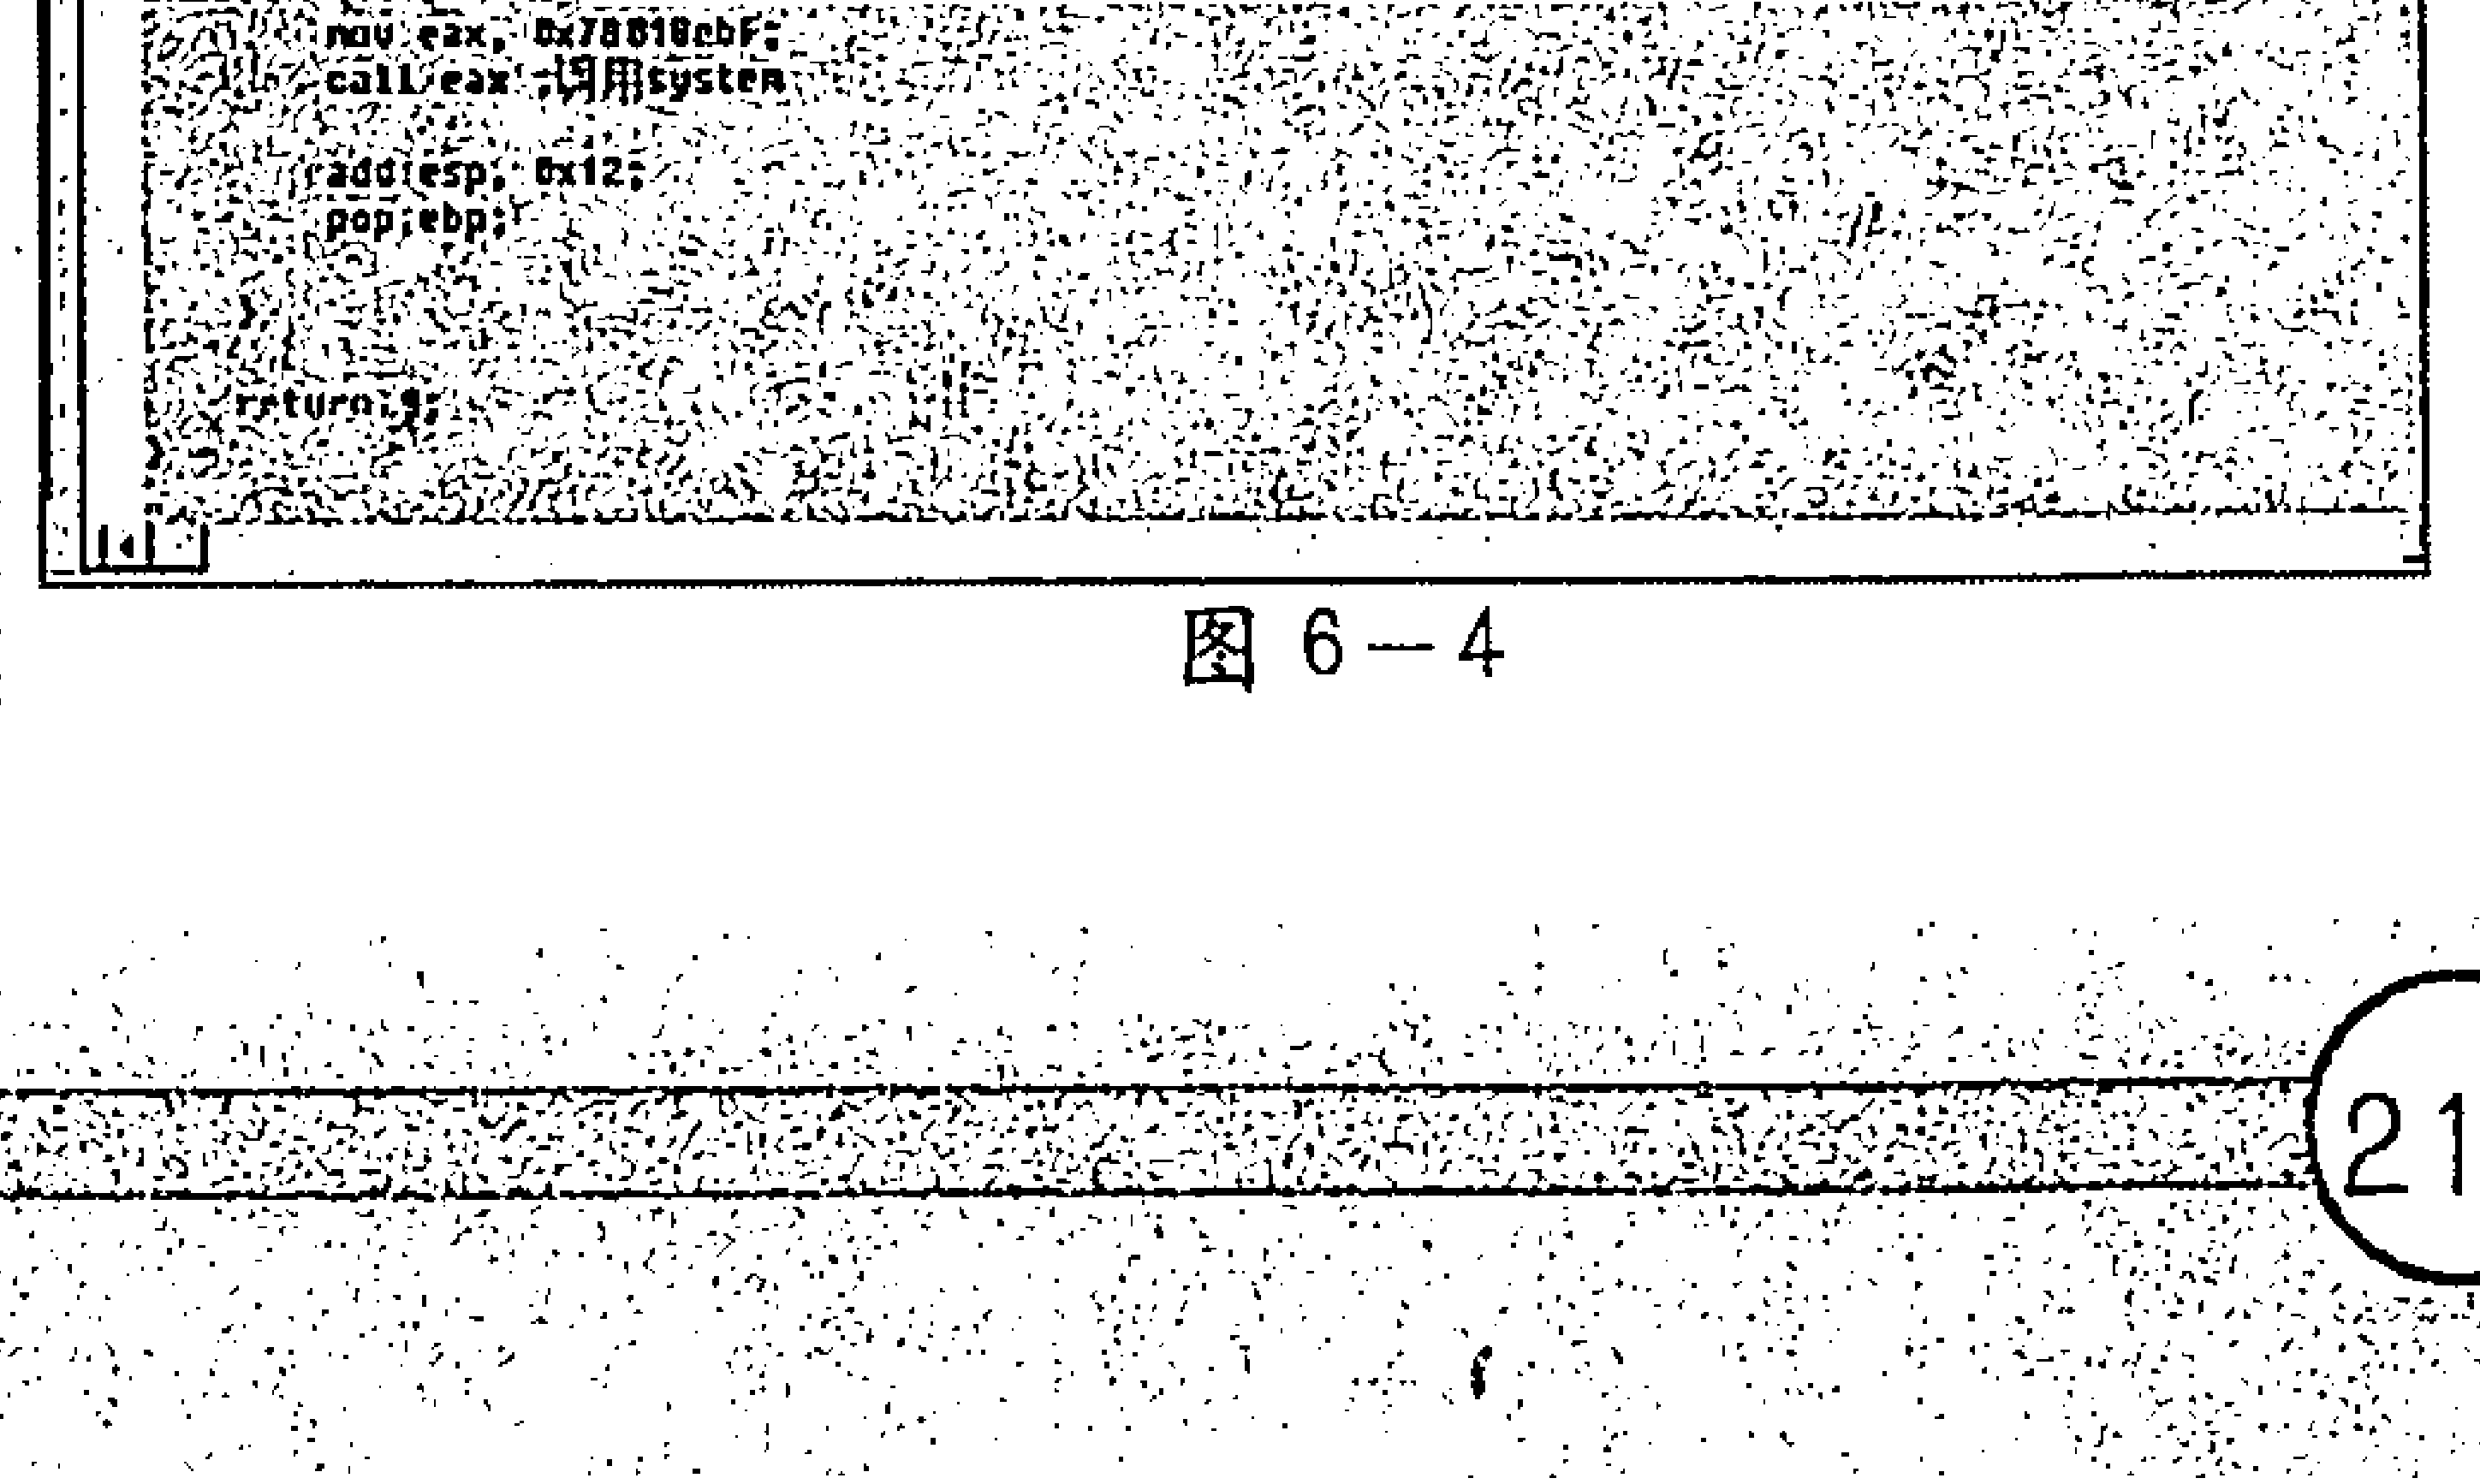 mov eax,
call eax ;调用system
add esp, 0x12;
pop ebp;
}
return 0;
}
图 6—4
21